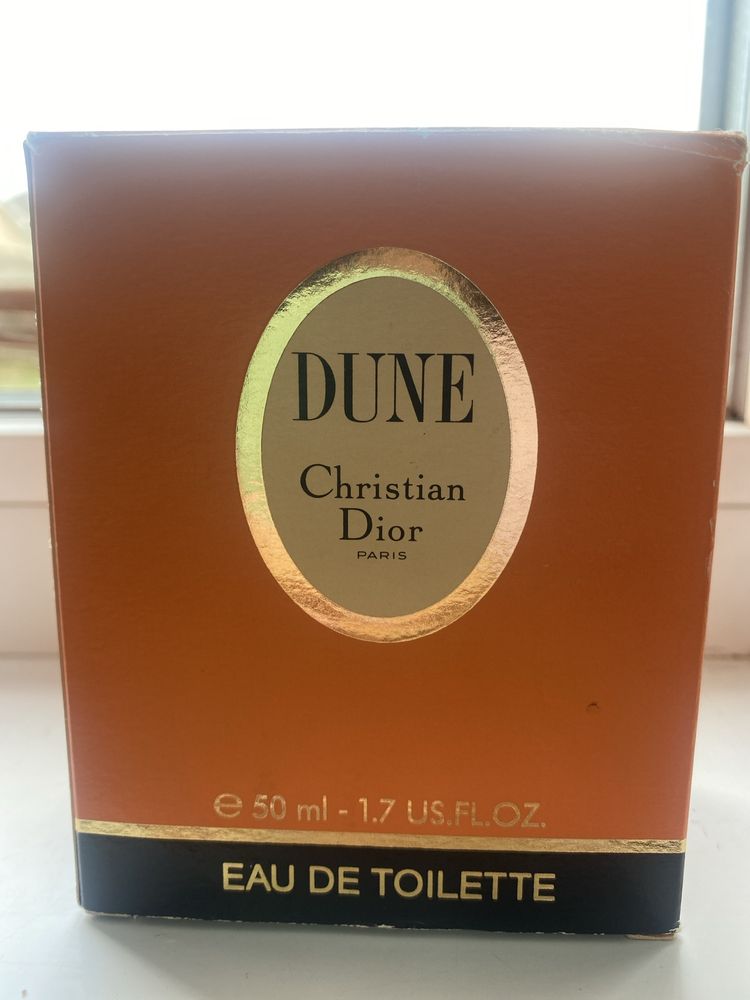 DUNE
Christian
Dior
PARIS
℮ 50 ml - 1.7 US.FL.OZ.
EAU DE TOILETTE